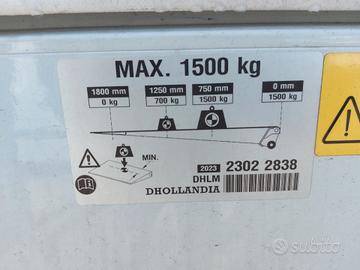 MAX. 1500 kg
1800 mm 1250 mm 750 mm 0 mm
0 kg 700 kg 1500 kg 1500 kg
MIN.
2023 2302 2838
DHLM
DHOLLANDIA
subito